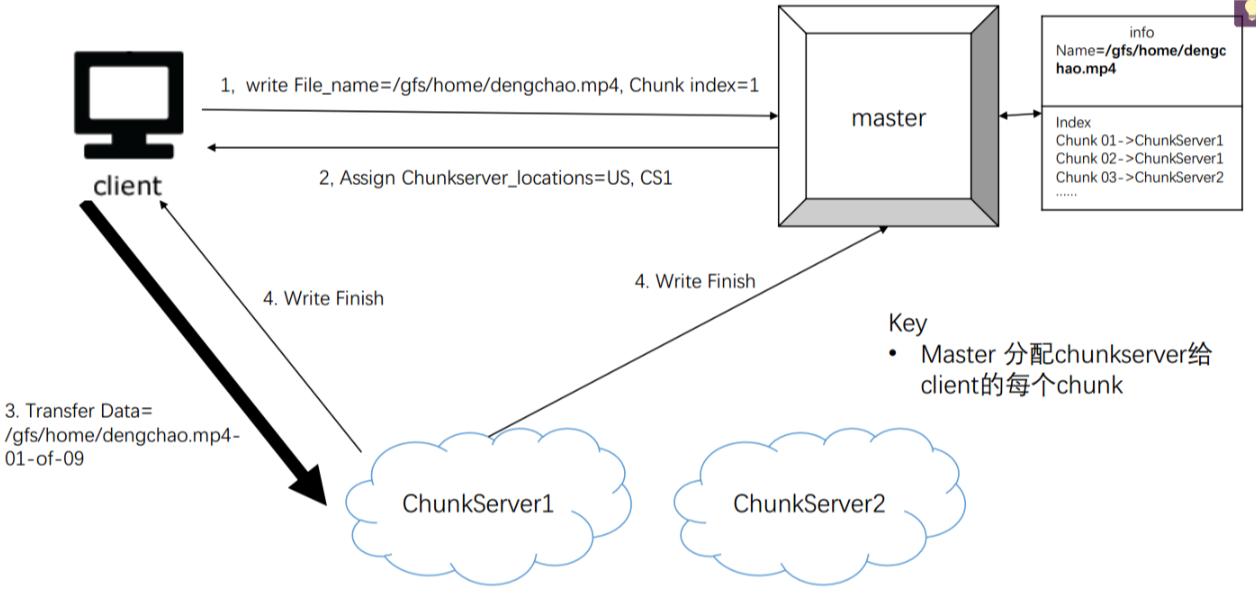 info
Name=/gfs/home/dengc
hao.mp4
1,  write File_name=/gfs/home/dengchao.mp4, Chunk index=1
master
Index
Chunk 01->ChunkServer1
Chunk 02->ChunkServer1
Chunk 03->ChunkServer2
......
client
2, Assign Chunkserver_locations=US, CS1
4. Write Finish
4. Write Finish
Key
• Master 分配chunkserver给
client的每个chunk
3. Transfer Data=
/gfs/home/dengchao.mp4-
01-of-09
ChunkServer1
ChunkServer2